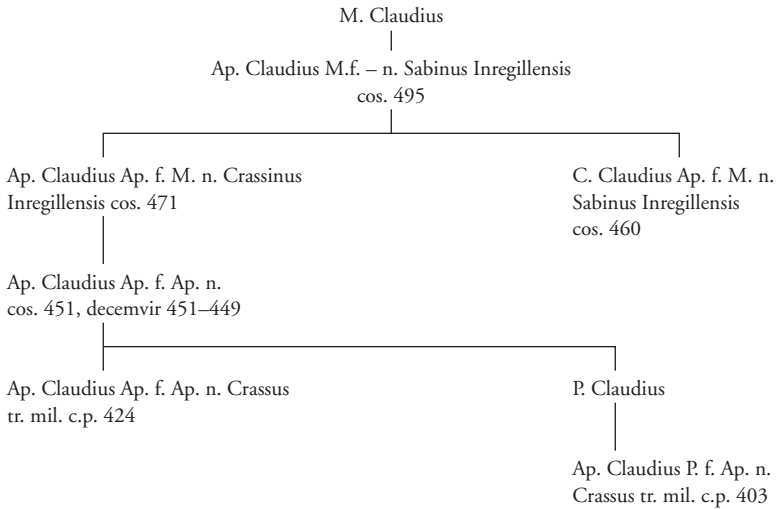 M. Claudius
Ap. Claudius M.f. – n. Sabinus Inregillensis
cos. 495
Ap. Claudius Ap. f. M. n. Crassinus
Inregillensis cos. 471
C. Claudius Ap. f. M. n.
Sabinus Inregillensis
cos. 460
Ap. Claudius Ap. f. Ap. n.
cos. 451, decemvir 451–449
Ap. Claudius Ap. f. Ap. n. Crassus
tr. mil. c.p. 424
P. Claudius
Ap. Claudius P. f. Ap. n.
Crassus tr. mil. c.p. 403